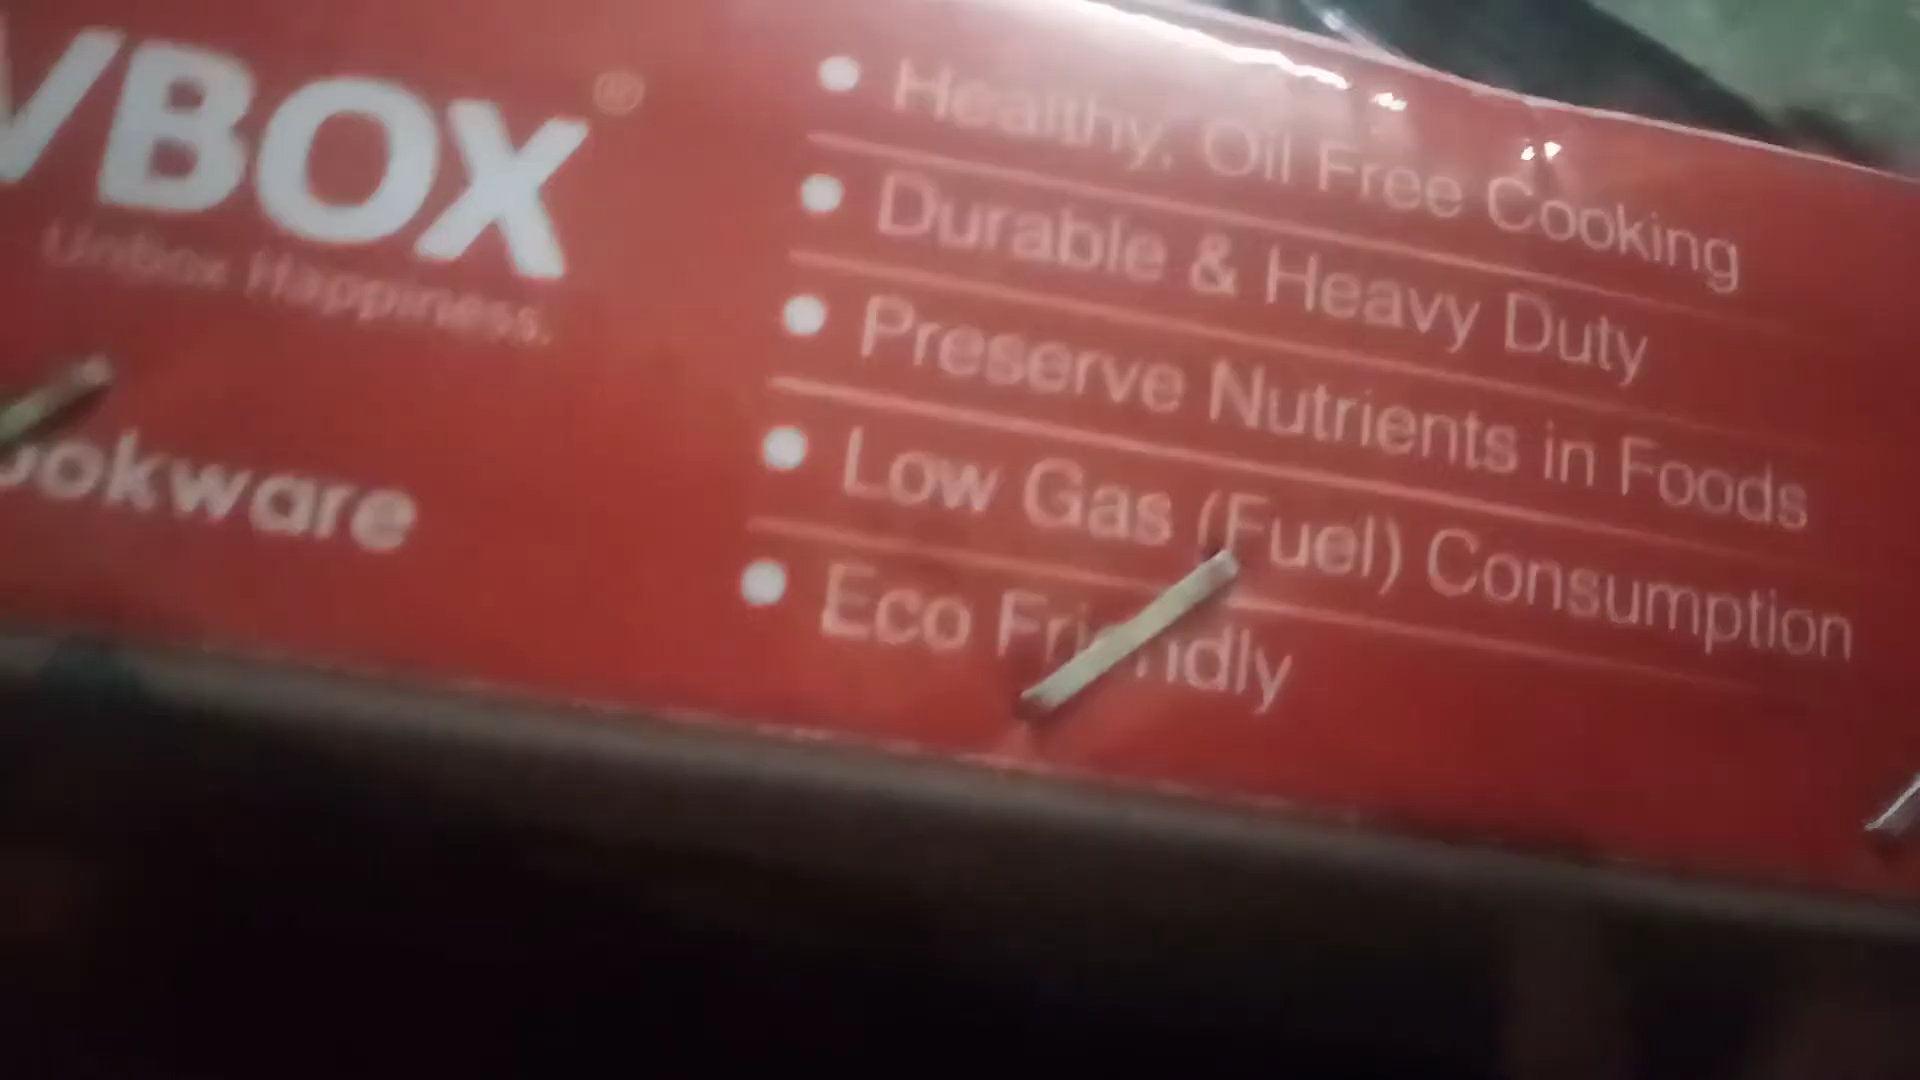 VBOX®
Unbox Happiness.
ookware
Healthy, Oil Free Cooking
Durable & Heavy Duty
Preserve Nutrients in Foods
Low Gas (Fuel) Consumption
Eco Friendly